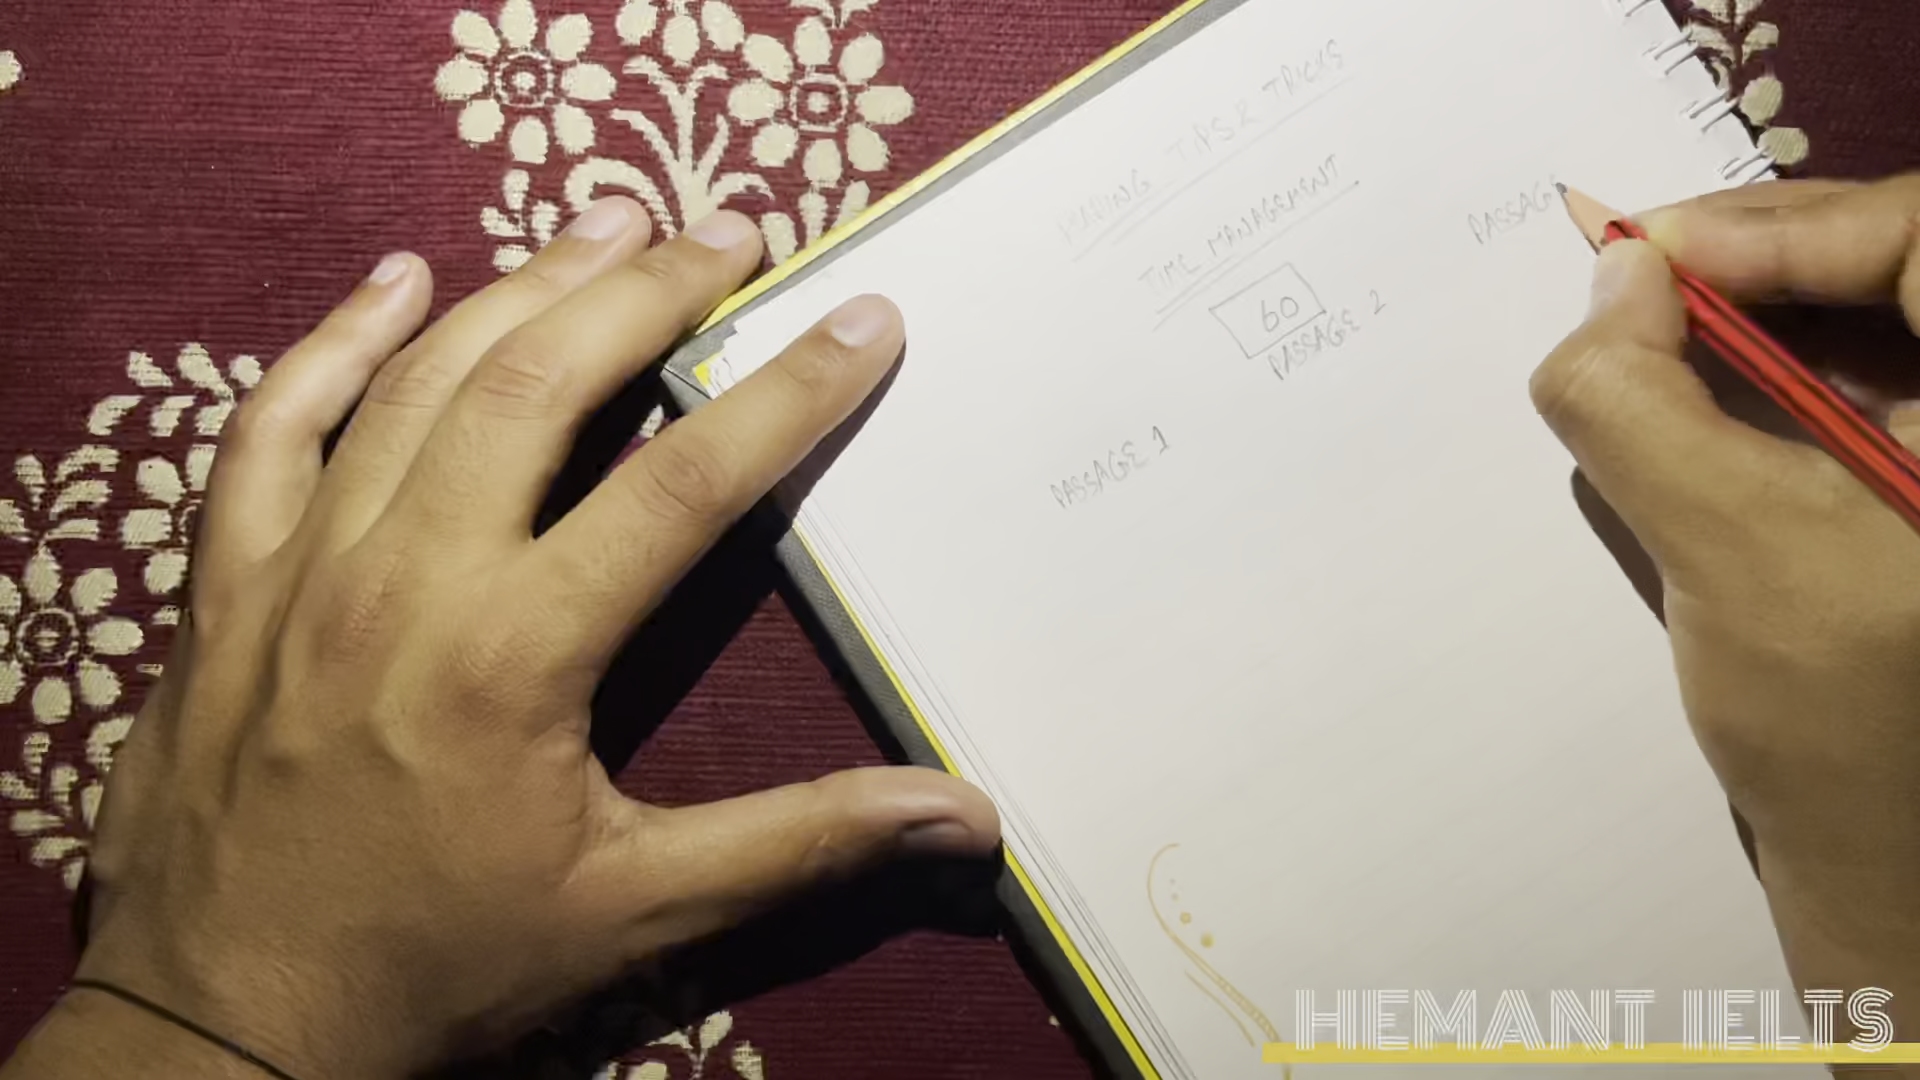 TIPS & TRICKS
TIME MANAGEMENT
60
PASSAGE 1
PASSAGE 2
PASSAGE
HEMANT IELTS